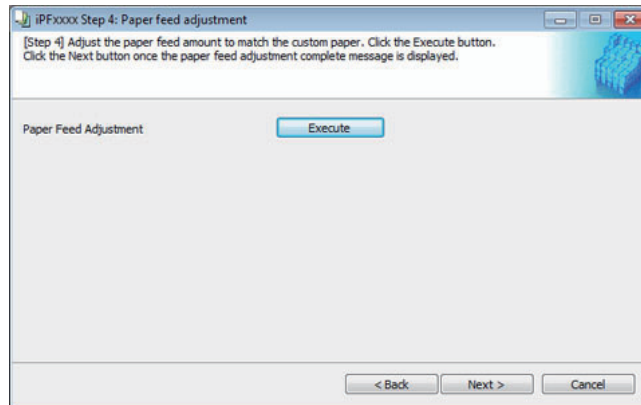 iPFxxxx Step 4: Paper feed adjustment
[Step 4] Adjust the paper feed amount to match the custom paper. Click the Execute button.
Click the Next button once the paper feed adjustment complete message is displayed.
Paper Feed Adjustment Execute
< Back Next > Cancel